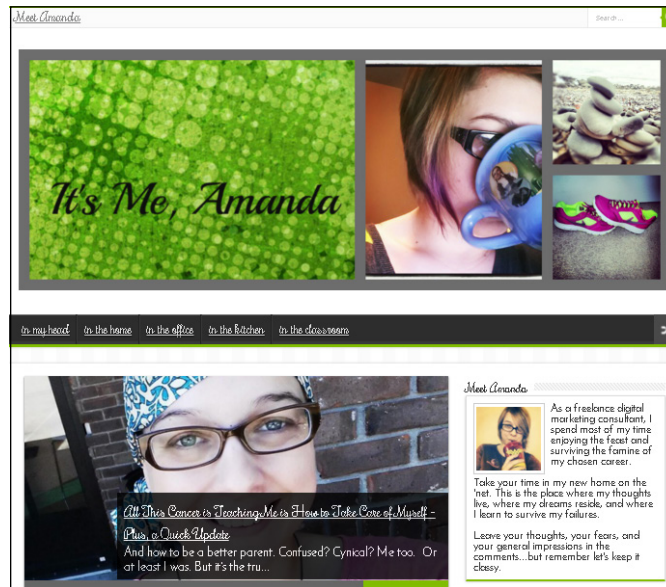 Meet Amanda
Search ...
It's Me, Amanda
in my head
in the home
in the office
in the kitchen
in the classroom
All This Cancer is Teaching Me is How to Take Care of Myself -
Plus, a Quick Update
And how to be a better parent. Confused? Cynical? Me too. Or
at least I was. But it's the tru...
Meet Amanda
As a freelance digital
marketing consultant, I
spend most of my time
enjoying the feast and
surviving the famine of
my chosen career.
Take your time in my new home on the
'net. This is the place where my thoughts
live, where my dreams reside, and where
I learn to survive my failures.
Leave your thoughts, your fears, and
your general impressions in the
comments...but remember let's keep it
classy.